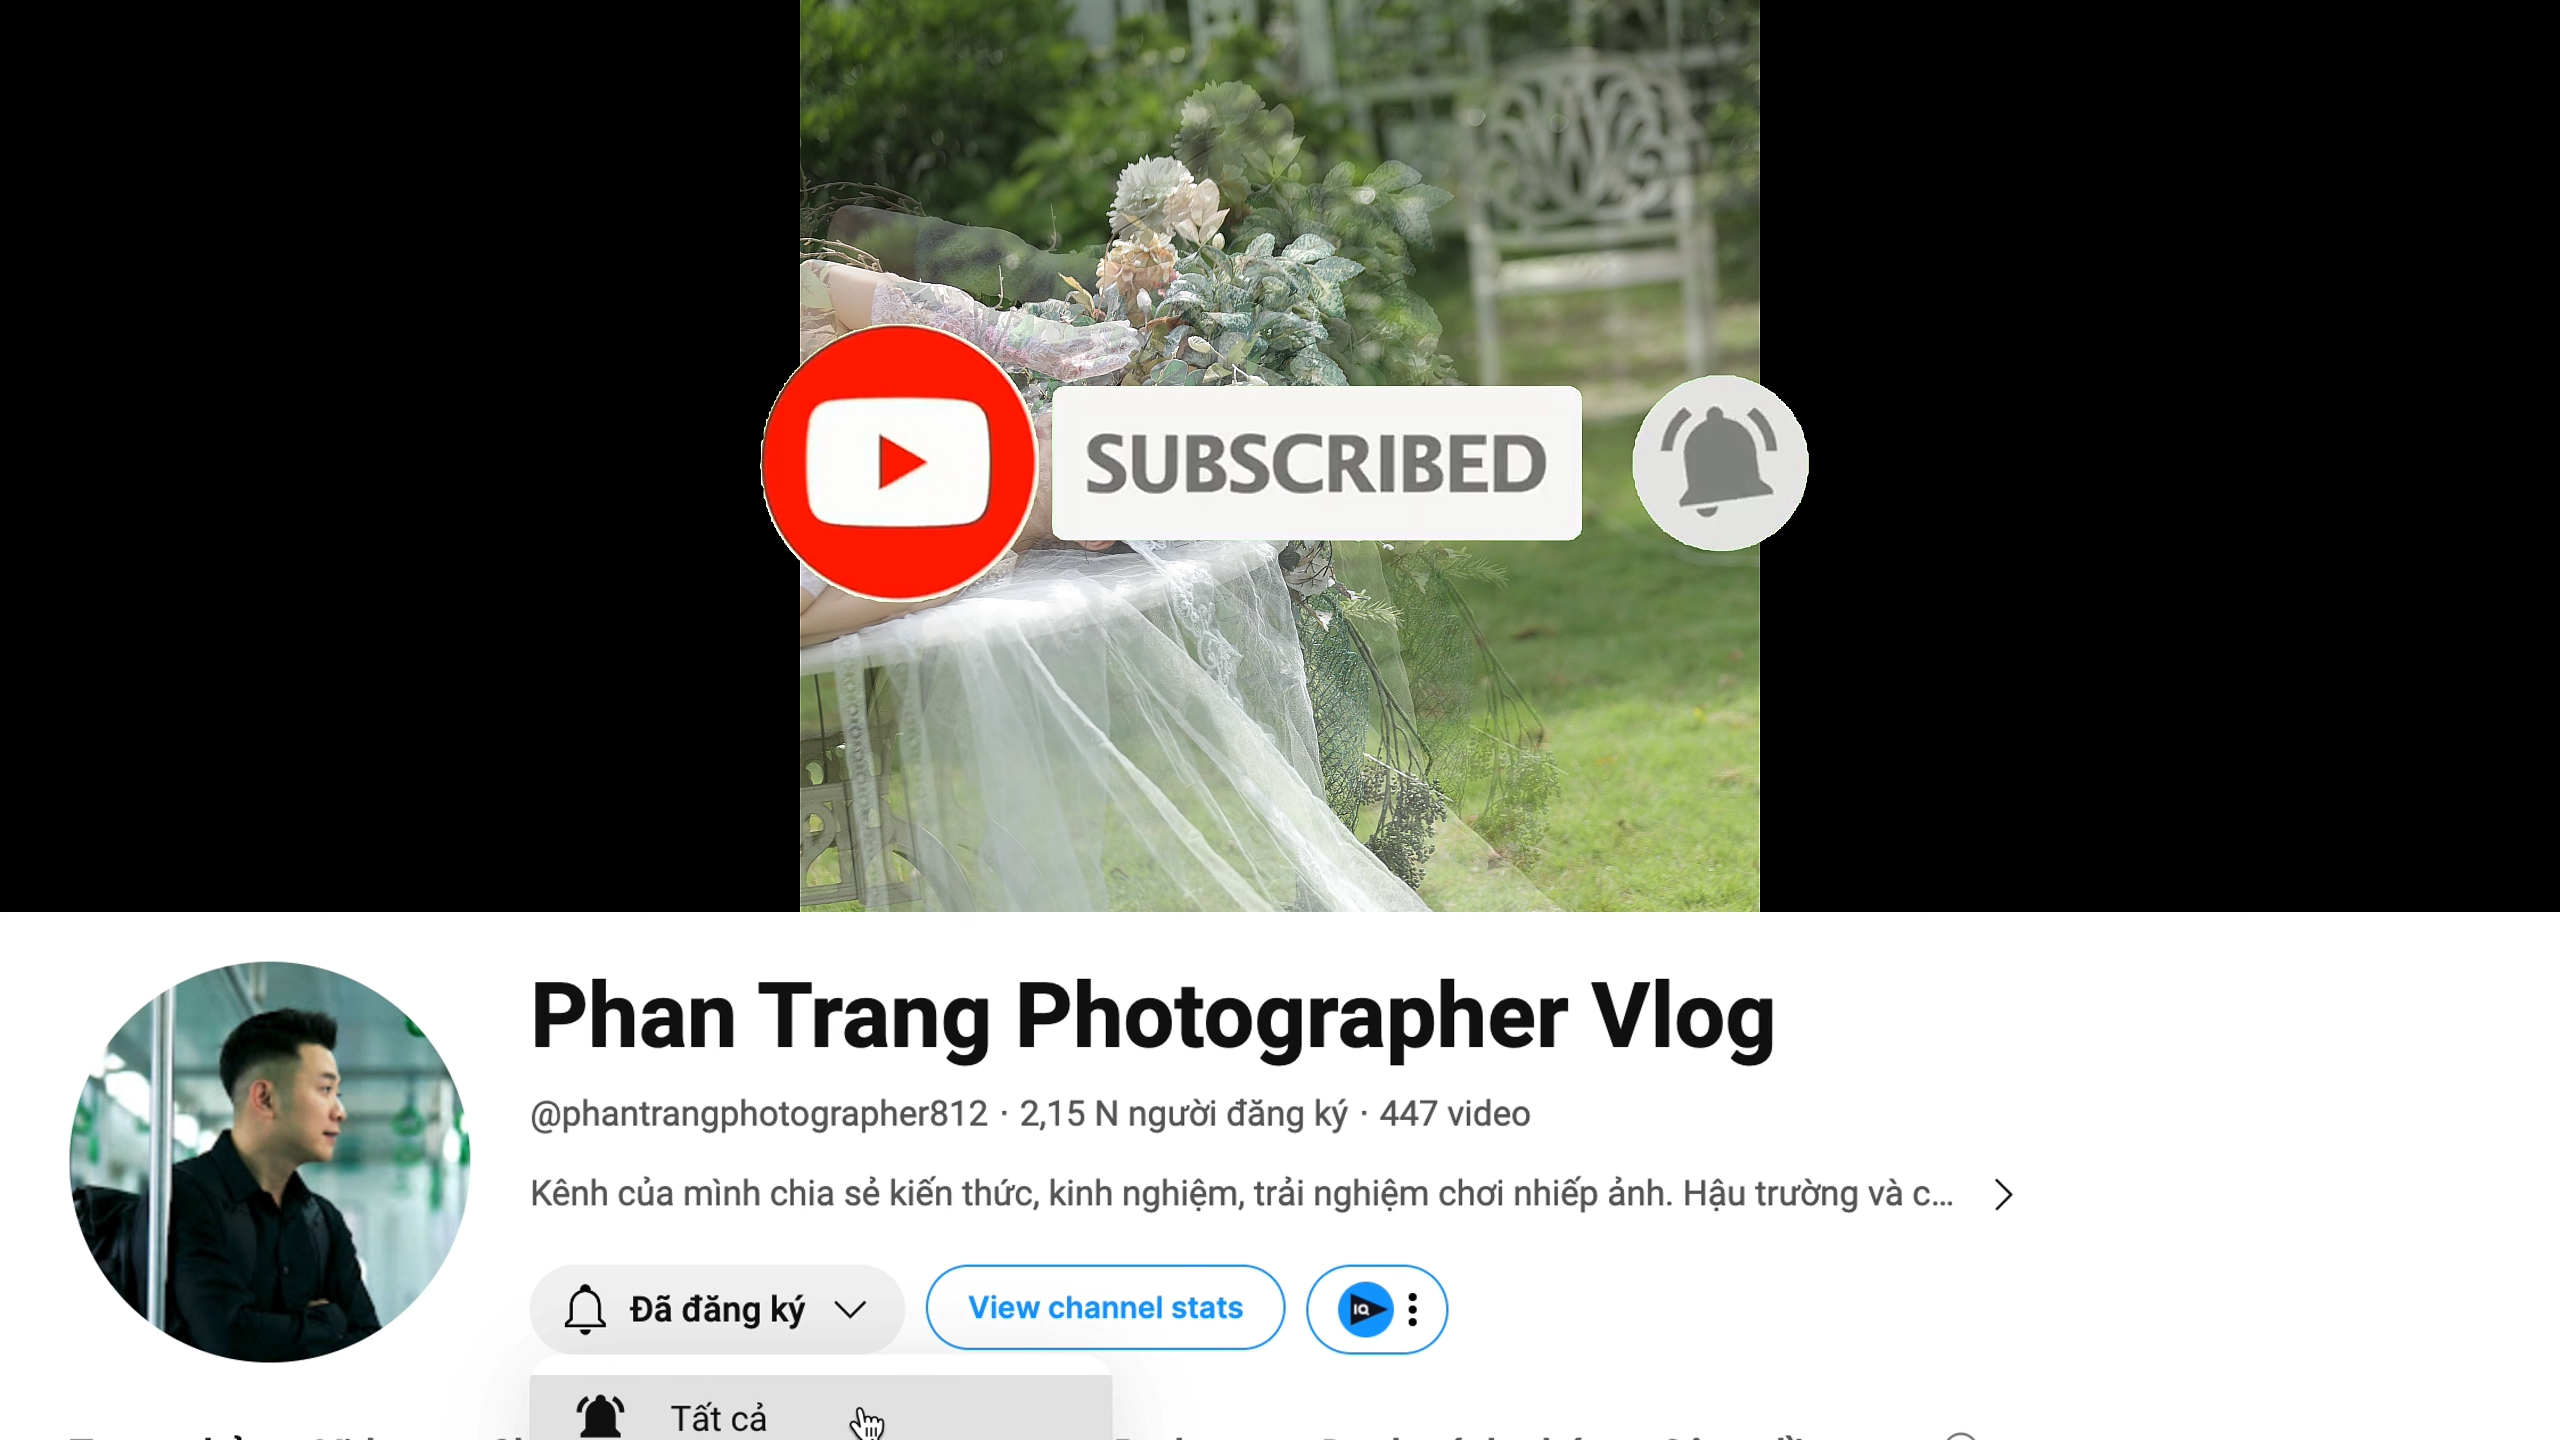 SUBSCRIBED
Phan Trang Photographer Vlog
@phantrangphotographer812 · 2,15 N người đăng ký · 447 video
Kênh của mình chia sẻ kiến thức, kinh nghiệm, trải nghiệm chơi nhiếp ảnh. Hậu trường và c...
Đã đăng ký
View channel stats
IQ
Tất cả